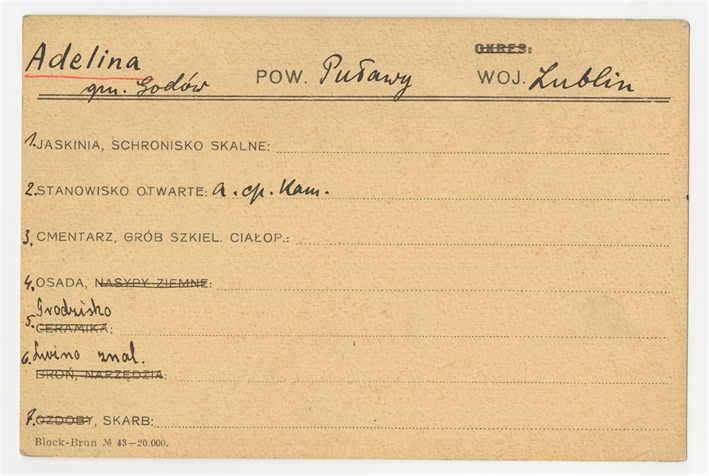 OKRES:
Adelina
gm. Godów POW. Puławy WOJ. Lublin
1. JASKINIA, SCHRONISKO SKALNE:
2. STANOWISKO OTWARTE: a. ep. Kam.
3. CMENTARZ, GRÓB SZKIEL. CIAŁOP.:
4. OSADA, NASYPY ZIEMNE:
Grodzisko
5. CERAMIKA:
6. Luźno znal.
BROŃ, NARZĘDZIA:
7. OZDOBY, SKARB:
Block-Brun № 43—20.000.